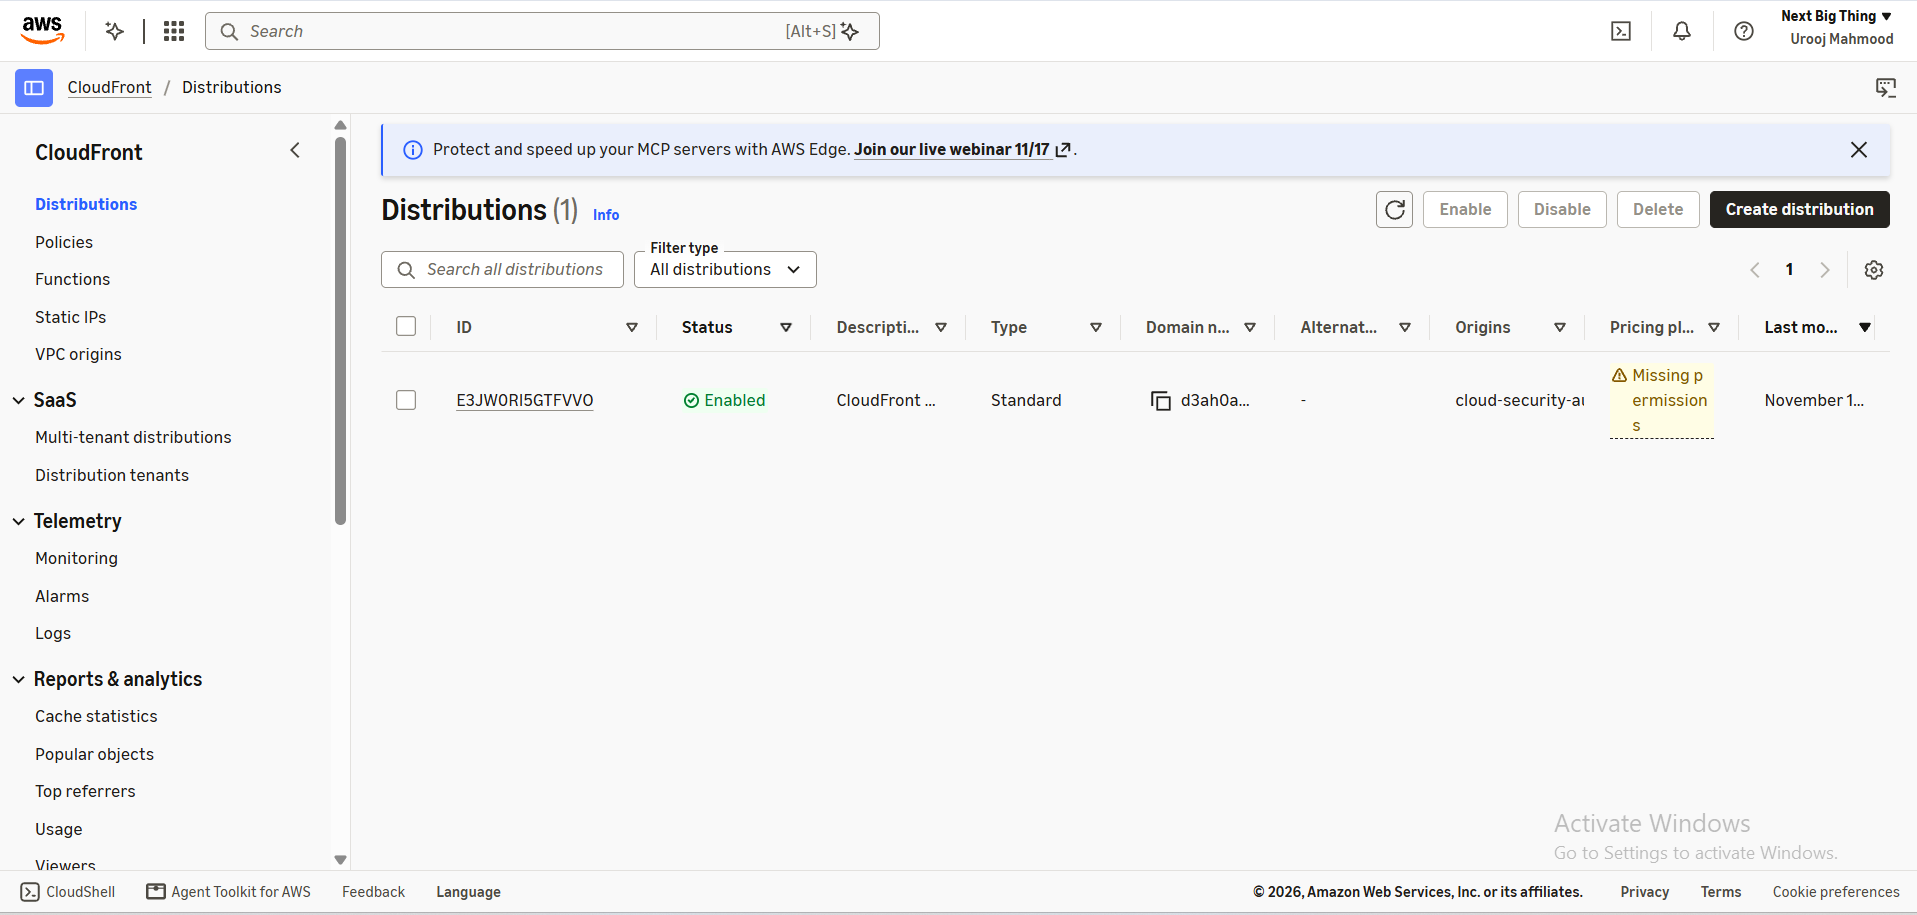 aws
Search
[Alt+S]
Next Big Thing
Urooj Mahmood
CloudFront / Distributions
CloudFront
Distributions
Policies
Functions
Static IPs
VPC origins
SaaS
Multi-tenant distributions
Distribution tenants
Telemetry
Monitoring
Alarms
Logs
Reports & analytics
Cache statistics
Popular objects
Top referrers
Usage
Viewers
Protect and speed up your MCP servers with AWS Edge. Join our live webinar 11/17 .
Distributions (1) Info
Enable
Disable
Delete
Create distribution
Search all distributions
Filter type
All distributions
1
ID Status Descripti... Type Domain n... Alternat... Origins Pricing pl... Last mo...
E3JW0RI5GTFVVO Enabled CloudFront ... Standard d3ah0a... - cloud-security-au Missing p
ermission
s
November 1...
Activate Windows
Go to Settings to activate Windows.
CloudShell Agent Toolkit for AWS Feedback Language © 2026, Amazon Web Services, Inc. or its affiliates. Privacy Terms Cookie preferences